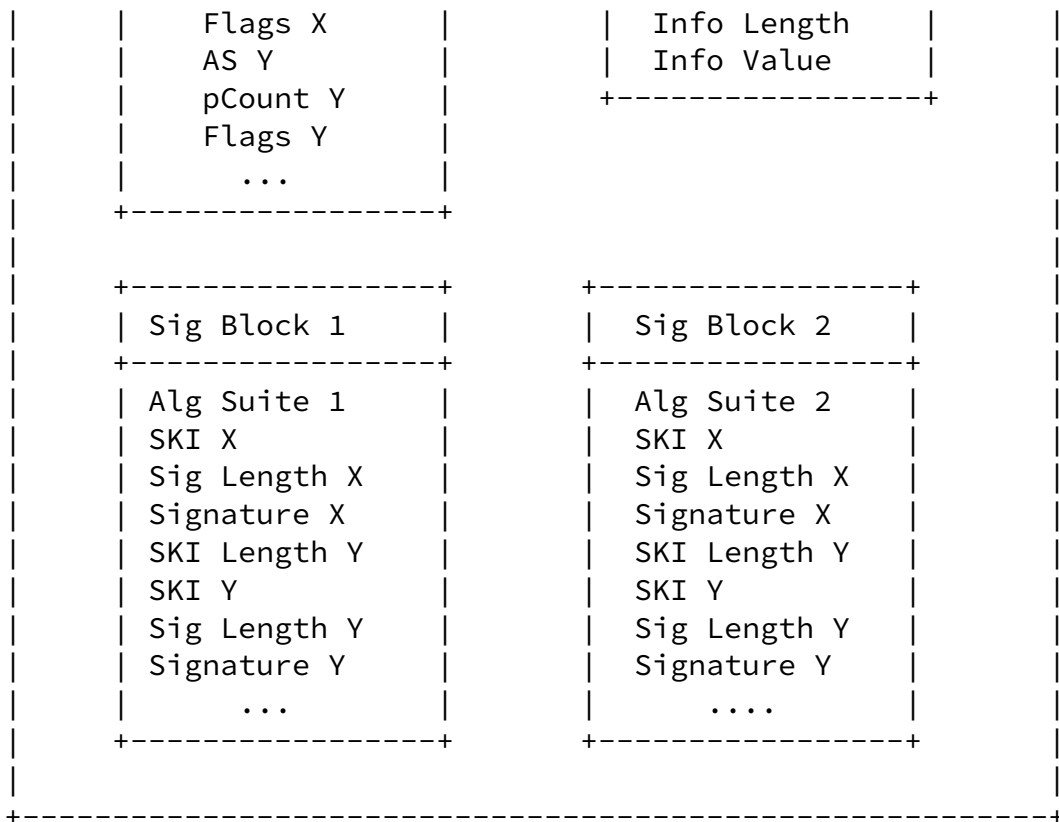 Flags X Info Length
AS Y Info Value
pCount Y
Flags Y
...
Sig Block 1 Sig Block 2
Alg Suite 1 Alg Suite 2
SKI X SKI X
Sig Length X Sig Length X
Signature X Signature X
SKI Length Y SKI Length Y
SKI Y SKI Y
Sig Length Y Sig Length Y
Signature Y Signature Y
... ....